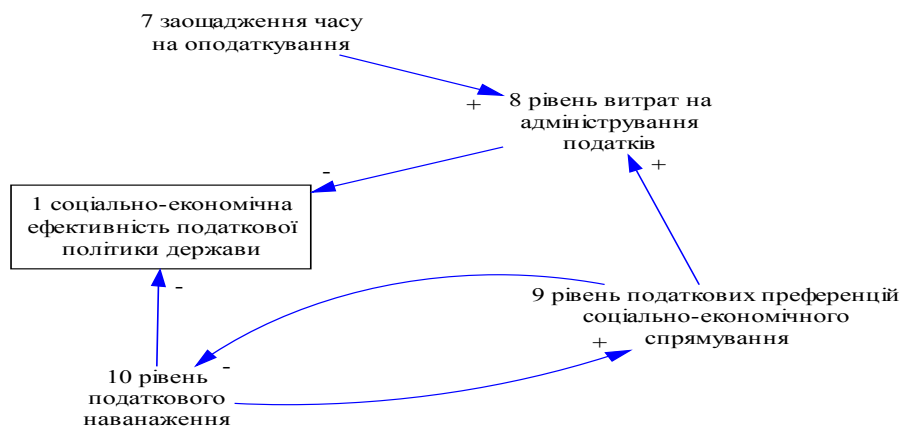 7 заощадження часу
на оподаткування
+
8 рівень витрат на
адміністрування
податків
-
+
1 соціально-економічна
ефективність податкової
політики держави
-
9 рівень податкових преференцій
соціально-економічного
спрямування
+
-
10 рівень
податкового
наванаження